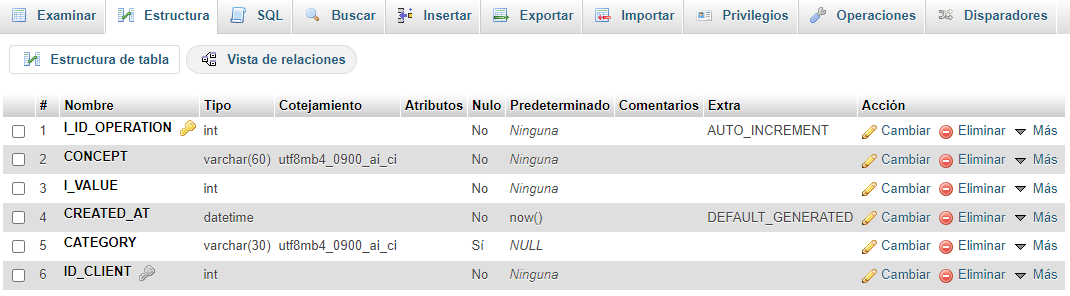 Examinar Estructura SQL Buscar Insertar Exportar Importar Privilegios Operaciones Disparadores
Estructura de tabla Vista de relaciones
# Nombre Tipo Cotejamiento Atributos Nulo Predeterminado Comentarios Extra Acción
1 I_ID_OPERATION int No Ninguna AUTO_INCREMENT Cambiar Eliminar Más
2 CONCEPT varchar(60) utf8mb4_0900_ai_ci No Ninguna Cambiar Eliminar Más
3 I_VALUE int No Ninguna Cambiar Eliminar Más
4 CREATED_AT datetime No now() DEFAULT_GENERATED Cambiar Eliminar Más
5 CATEGORY varchar(30) utf8mb4_0900_ai_ci Sí NULL Cambiar Eliminar Más
6 ID_CLIENT int No Ninguna Cambiar Eliminar Más